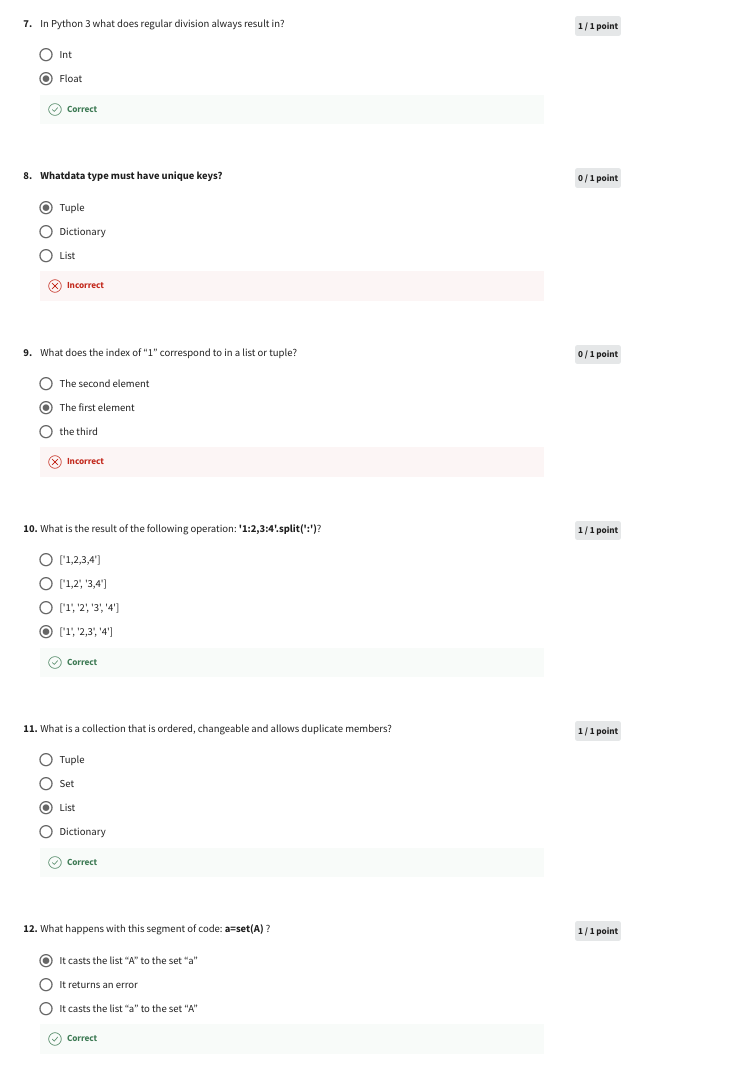 7. In Python 3 what does regular division always result in?
1 / 1 point
Int
Float
Correct
8. Whatdata type must have unique keys?
0 / 1 point
Tuple
Dictionary
List
Incorrect
9. What does the index of “1” correspond to in a list or tuple?
0 / 1 point
The second element
The first element
the third
Incorrect
10. What is the result of the following operation: '1:2,3:4'.split(':')?
1 / 1 point
['1,2,3,4']
['1,2', '3,4']
['1', '2', '3', '4']
['1', '2,3', '4']
Correct
11. What is a collection that is ordered, changeable and allows duplicate members?
1 / 1 point
Tuple
Set
List
Dictionary
Correct
12. What happens with this segment of code: a=set(A) ?
1 / 1 point
It casts the list “A” to the set “a”
It returns an error
It casts the list “a” to the set “A”
Correct